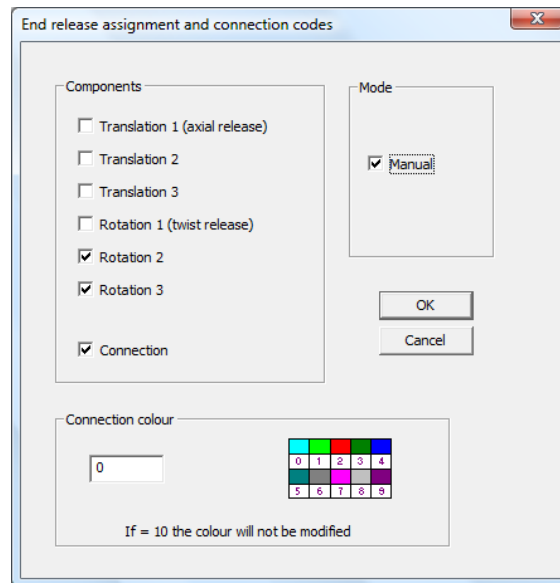 End release assignment and connection codes
Components
Translation 1 (axial release)
Translation 2
Translation 3
Rotation 1 (twist release)
Rotation 2
Rotation 3
Connection
Mode
Manual
OK
Cancel
Connection colour
0
0 1 2 3 4
5 6 7 8 9
If = 10 the colour will not be modified